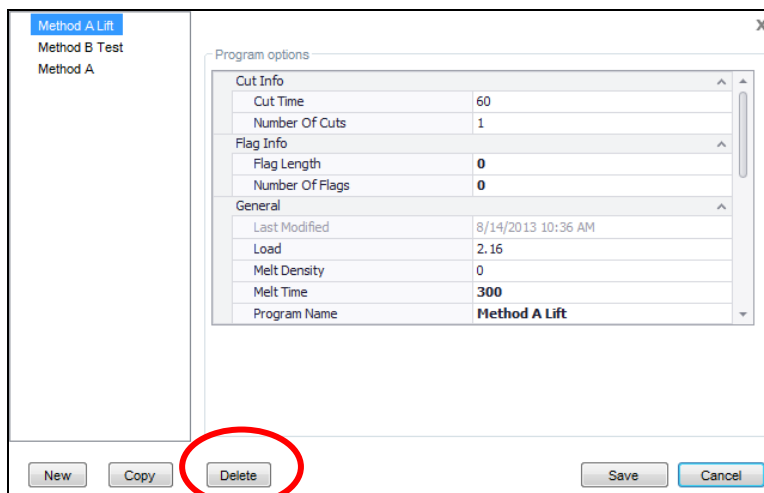 Method A Lift
Method B Test
Method A
X
Program options
Cut Info
Cut Time 60
Number Of Cuts 1
Flag Info
Flag Length 0
Number Of Flags 0
General
Last Modified 8/14/2013 10:36 AM
Load 2.16
Melt Density 0
Melt Time 300
Program Name Method A Lift
New Copy Delete Save Cancel